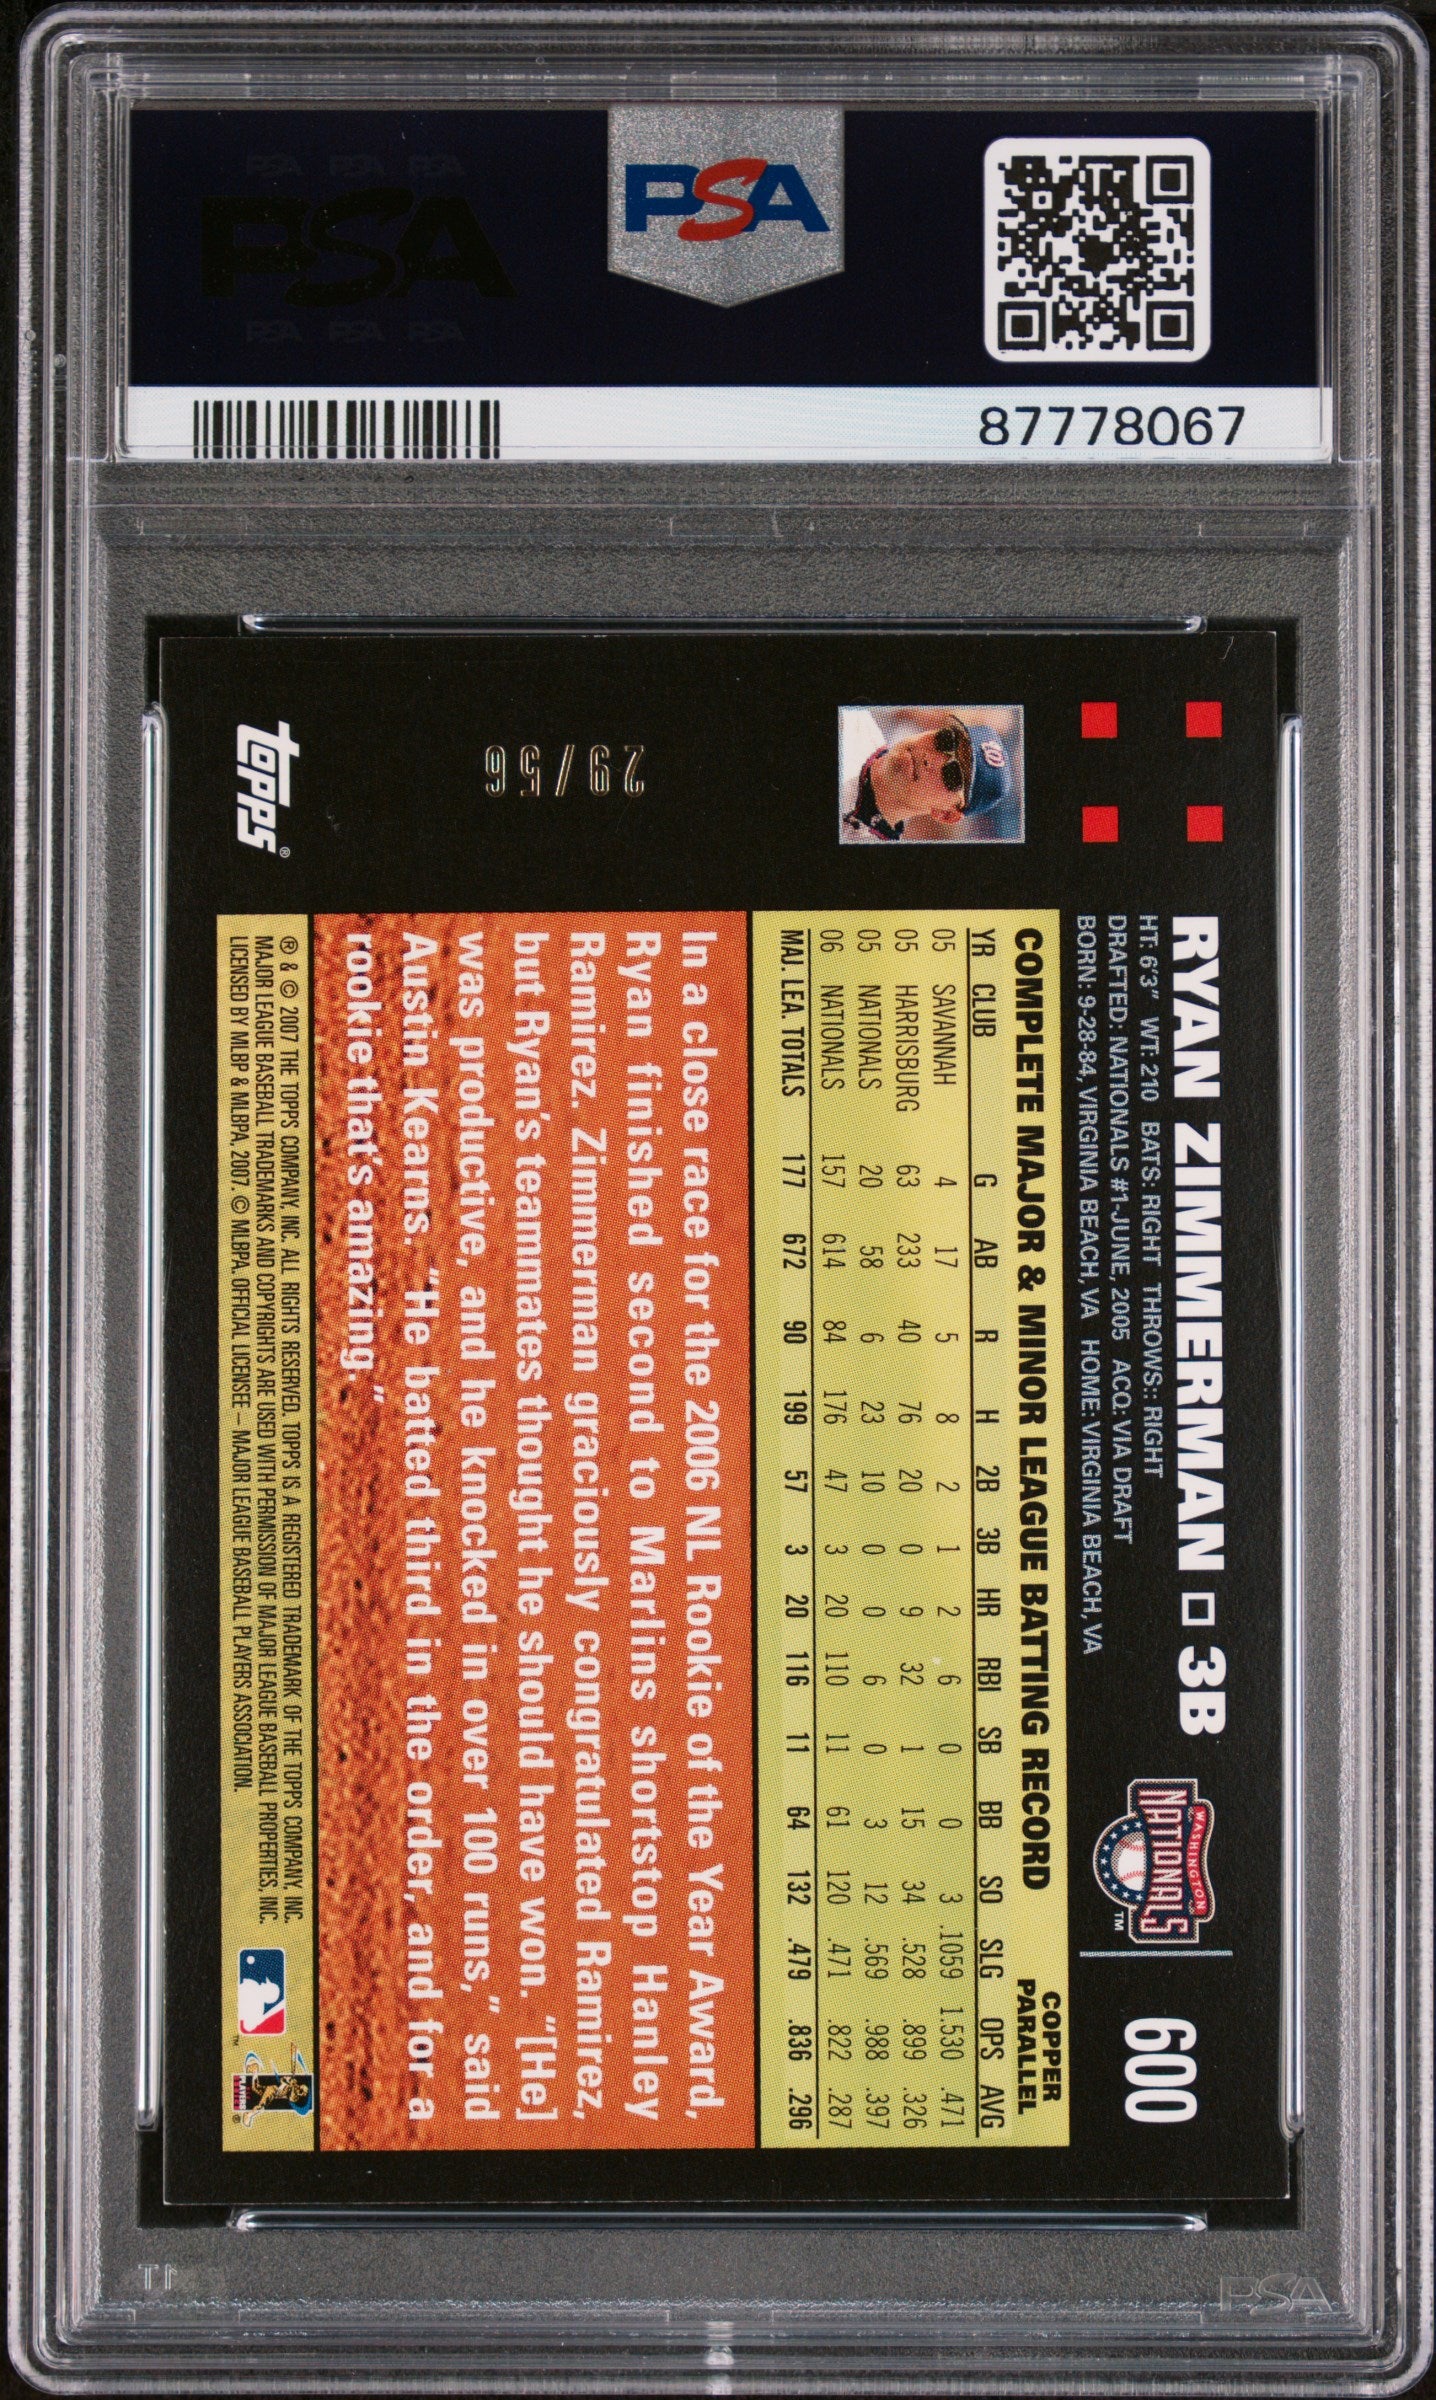 PSA PSA PSA
PSA
PSA PSA PSA
PSA
87778067
RYAN ZIMMERMAN □ 3B
WASHINGTON
NATIONALS
™
600
HT: 6'3" WT: 210 BATS: RIGHT THROWS:: RIGHT
DRAFTED: NATIONALS #1-JUNE, 2005 ACQ: VIA DRAFT
BORN: 9-28-84, VIRGINIA BEACH, VA HOME: VIRGINIA BEACH, VA
COMPLETE MAJOR & MINOR LEAGUE BATTING RECORD
COPPER
PARALLEL
YR CLUB G AB R H 2B 3B HR RBI SB BB SO SLG OPS AVG
05 SAVANNAH 4 17 5 8 2 1 2 6 0 0 3 .1059 1.530 .471
05 HARRISBURG 63 233 40 76 20 0 9 32 1 15 34 .528 .899 .326
05 NATIONALS 20 58 6 23 10 0 0 6 0 3 12 .569 .988 .397
06 NATIONALS 157 614 84 176 47 3 20 110 11 61 120 .471 .822 .287
MAJ. LEA. TOTALS 177 672 90 199 57 3 20 116 11 64 132 .479 .836 .296
29/56
In a close race for the 2006 NL Rookie of the Year Award,
Ryan finished second to Marlins shortstop Hanley
Ramirez. Zimmerman graciously congratulated Ramirez,
but Ryan's teammates thought he should have won. "[He]
was productive, and he knocked in over 100 runs," said
Austin Kearns. "He batted third in the order, and for a
rookie that's amazing."
topps®
® & © 2007 THE TOPPS COMPANY, INC. ALL RIGHTS RESERVED. TOPPS IS A REGISTERED TRADEMARK OF THE TOPPS COMPANY, INC.
MAJOR LEAGUE BASEBALL TRADEMARKS AND COPYRIGHTS ARE USED WITH PERMISSION OF MAJOR LEAGUE BASEBALL PROPERTIES, INC.
LICENSED BY MLBP & MLBPA, 2007. © MLBPA. OFFICIAL LICENSEE – MAJOR LEAGUE BASEBALL PLAYERS ASSOCIATION.
™
®
PSA